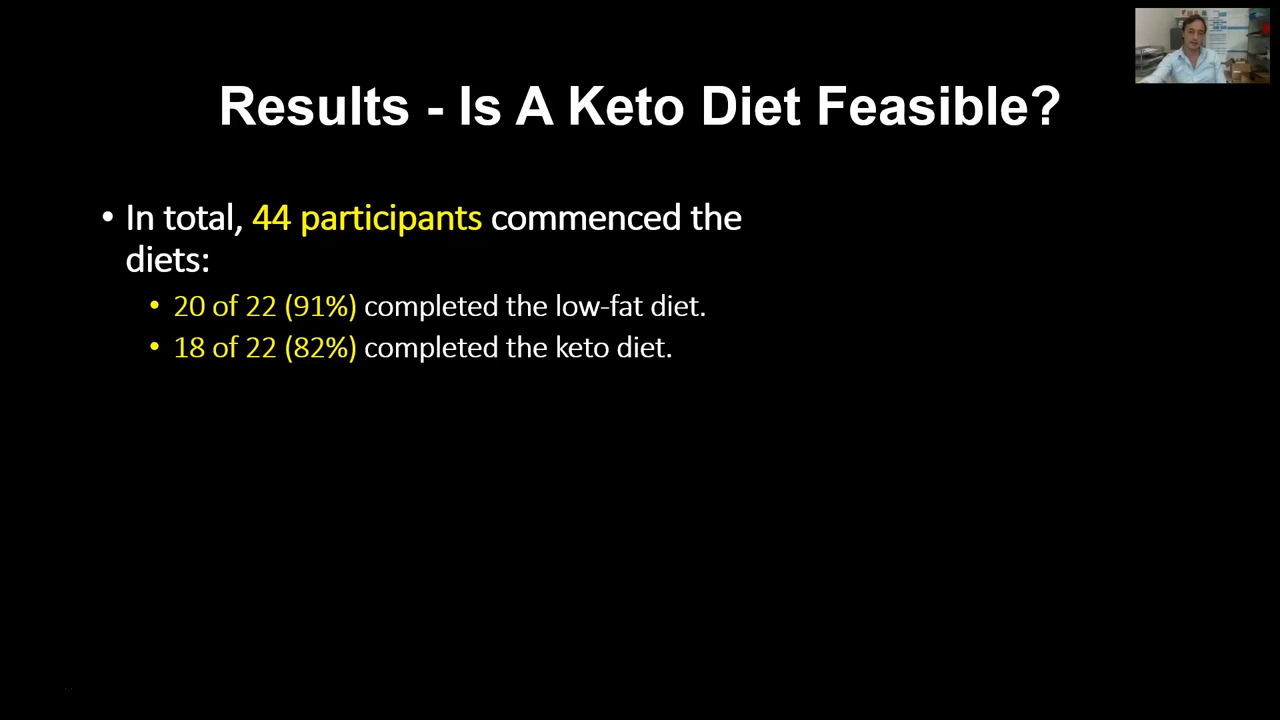 Results - Is A Keto Diet Feasible?
• In total, 44 participants commenced the
diets:
• 20 of 22 (91%) completed the low-fat diet.
• 18 of 22 (82%) completed the keto diet.